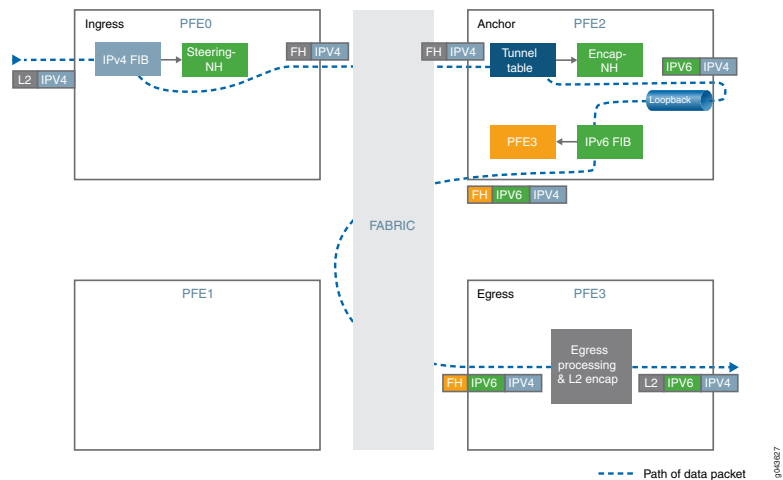 Ingress
PFE0
IPv4 FIB
Steering-
NH
FH IPV4
L2 IPV4
Anchor
PFE2
FH IPV4
Tunnel
table
Encap-
NH
IPV6 IPV4
Loopback
PFE3
IPv6 FIB
FH IPV6 IPV4
FABRIC
PFE1
Egress
PFE3
Egress
processing
& L2 encap
FH IPV6 IPV4
L2 IPV6 IPV4
Path of data packet
g043627